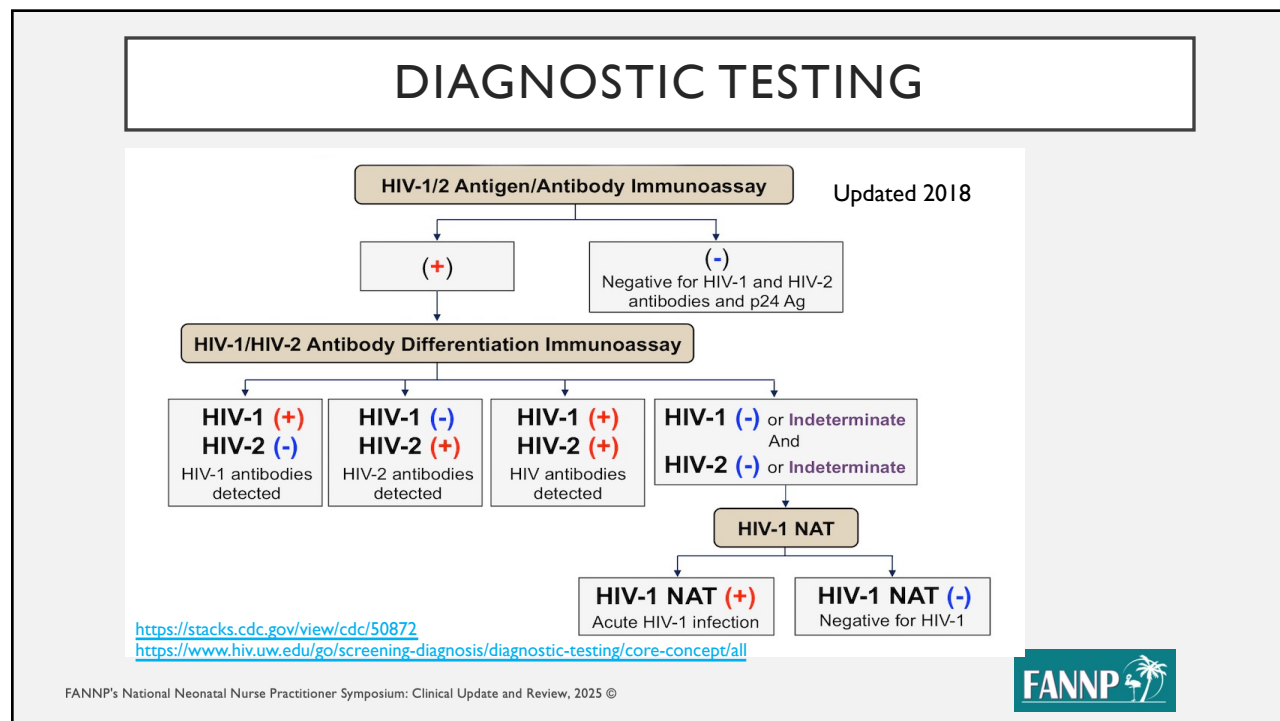 DIAGNOSTIC TESTING
HIV-1/2 Antigen/Antibody Immunoassay
Updated 2018
(+)
(-)
Negative for HIV-1 and HIV-2
antibodies and p24 Ag
HIV-1/HIV-2 Antibody Differentiation Immunoassay
HIV-1 (+)
HIV-2 (-)
HIV-1 antibodies
detected
HIV-1 (-)
HIV-2 (+)
HIV-2 antibodies
detected
HIV-1 (+)
HIV-2 (+)
HIV antibodies
detected
HIV-1 (-) or Indeterminate
And
HIV-2 (-) or Indeterminate
HIV-1 NAT
HIV-1 NAT (+)
Acute HIV-1 infection
HIV-1 NAT (-)
Negative for HIV-1
https://stacks.cdc.gov/view/cdc/50872
https://www.hiv.uw.edu/go/screening-diagnosis/diagnostic-testing/core-concept/all
FANNP's National Neonatal Nurse Practitioner Symposium: Clinical Update and Review, 2025 ©
FANNP